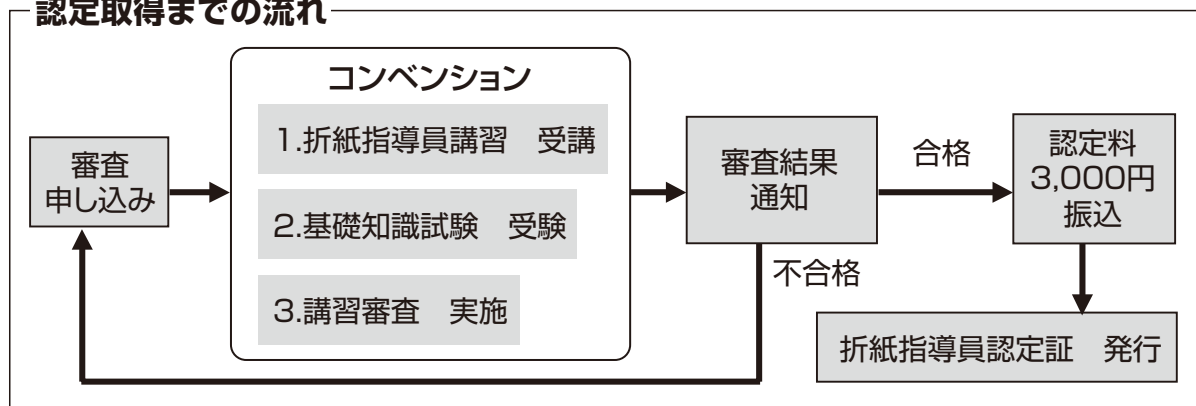 認定取得までの流れ
審査
申し込み
コンベンション
1.折紙指導員講習　受講
2.基礎知識試験　受験
3.講習審査　実施
審査結果
通知
合格
不合格
認定料
3,000円
振込
折紙指導員認定証　発行